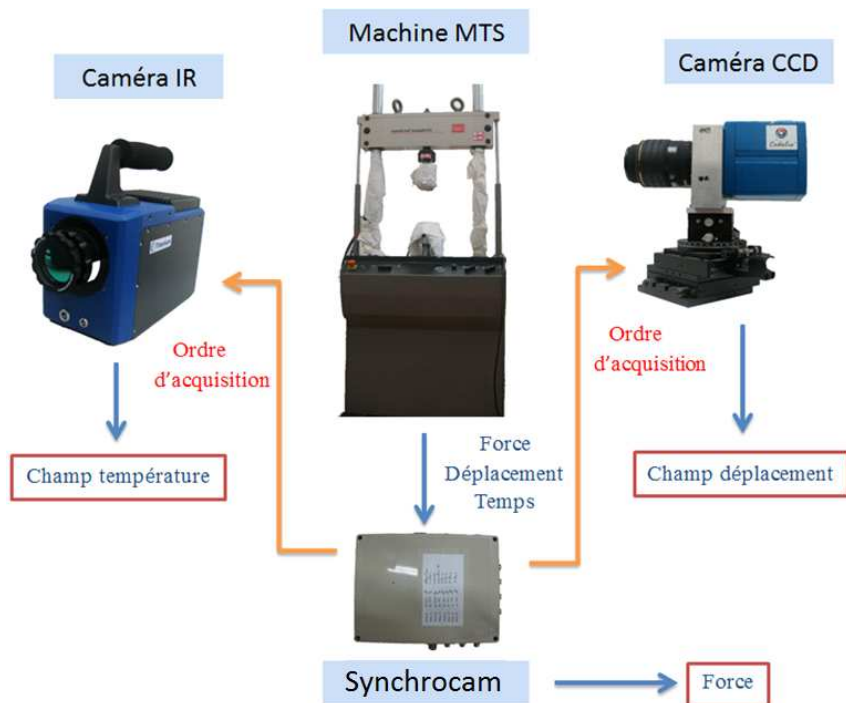 Machine MTS
Caméra IR
Caméra CCD
Ordre
d'acquisition
Ordre
d'acquisition
Force
Déplacement
Temps
Champ température
Champ déplacement
Synchrocam
Force